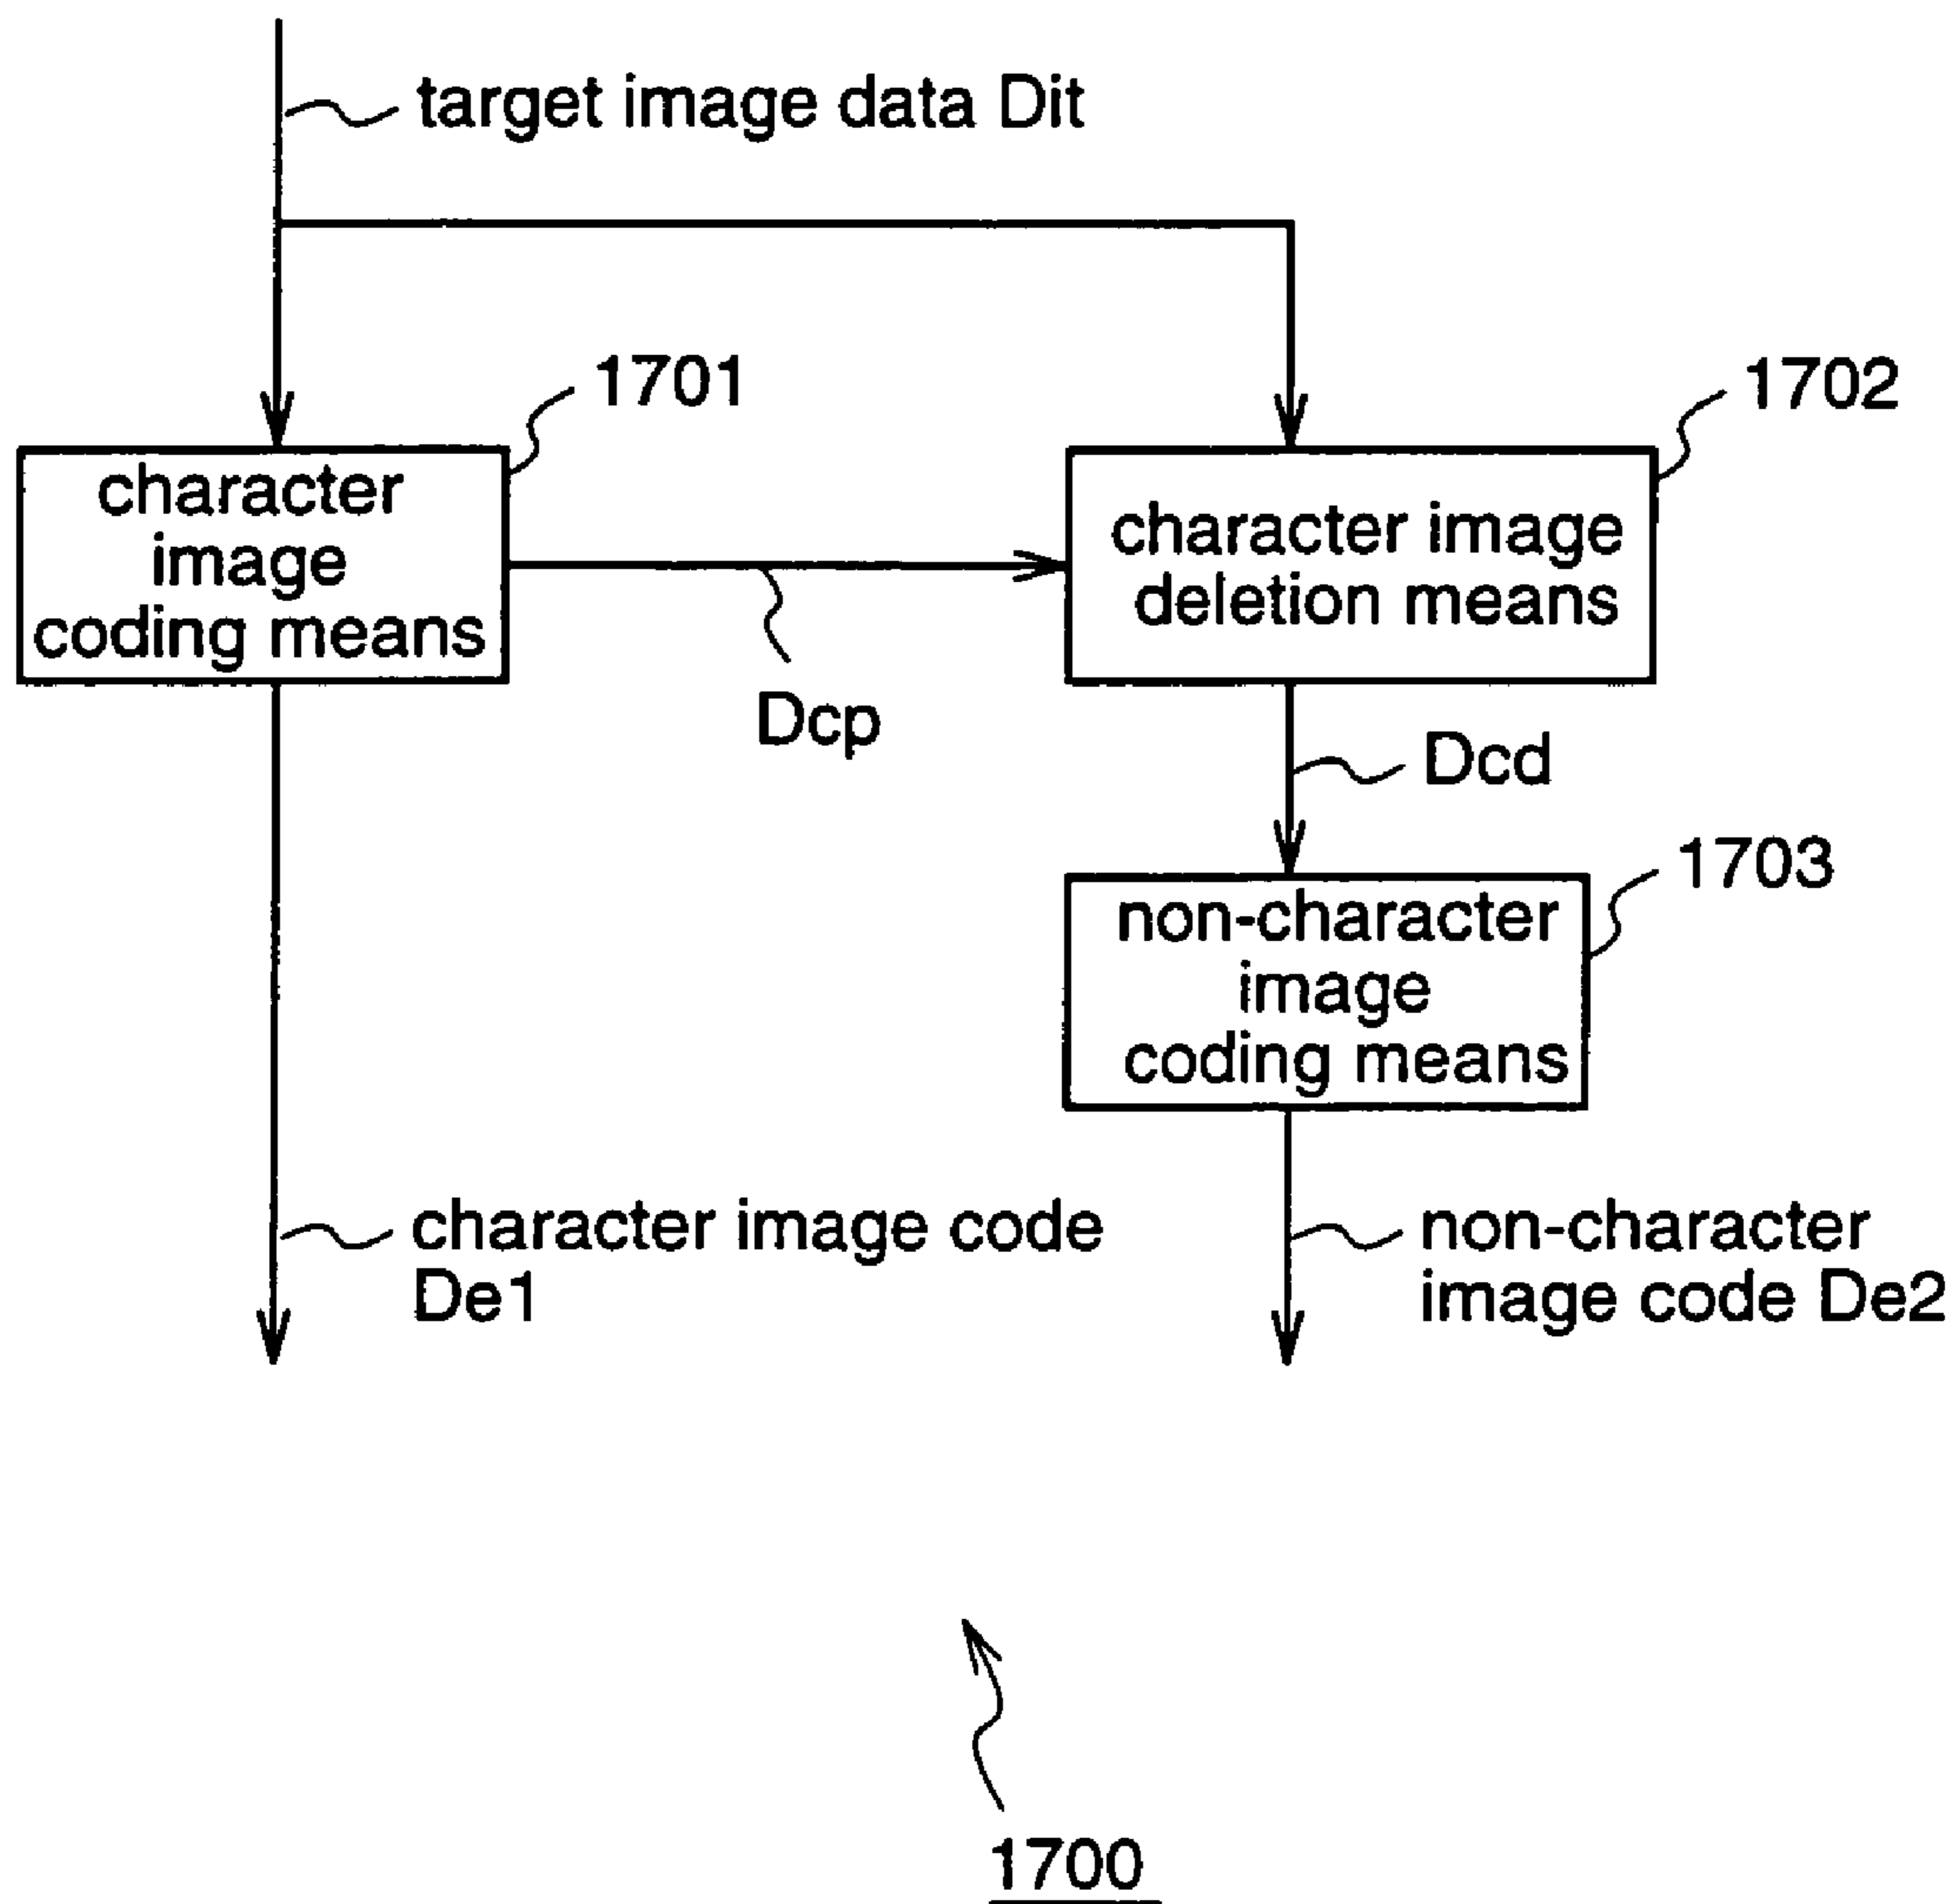 target image data Dit
1701
1702
character
image
coding means
character image
deletion means
Dcp
Dcd
1703
non-character
image
coding means
character image code
De1
non-character
image code De2
1700